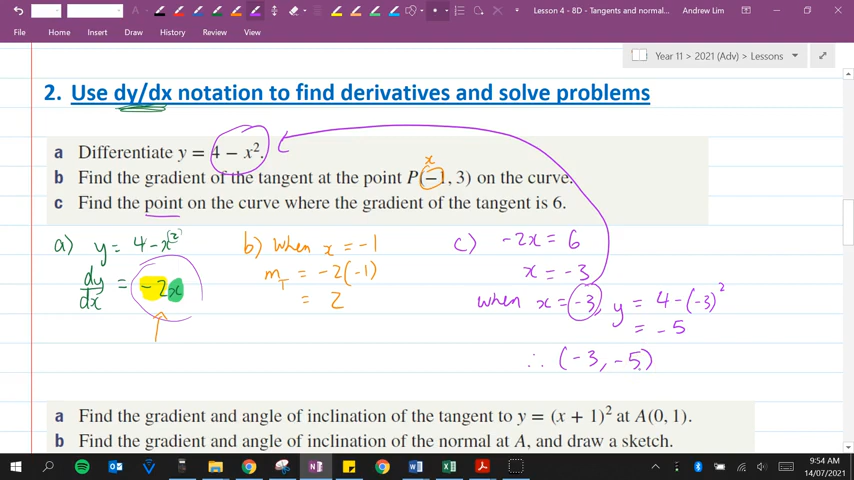 Lesson 4 - 8D - Tangents and normal...
Andrew Lim
File
Home
Insert
Draw
History
Review
View
Year 11 > 2021 (Adv) > Lessons
2. Use dy/dx notation to find derivatives and solve problems
a Differentiate y = 4 − x².
x
b Find the gradient of the tangent at the point P(−1, 3) on the curve.
c Find the point on the curve where the gradient of the tangent is 6.
a) y = 4 - x⁽²⁾
dy/dx = -2x
b) when x = -1
m_T = -2(-1)
= 2
c) -2x = 6
x = -3
when x = -3, y = 4 - (-3)²
= -5
∴ (-3, -5)
a Find the gradient and angle of inclination of the tangent to y = (x + 1)² at A(0, 1).
b Find the gradient and angle of inclination of the normal at A, and draw a sketch.
9:54 AM
14/07/2021